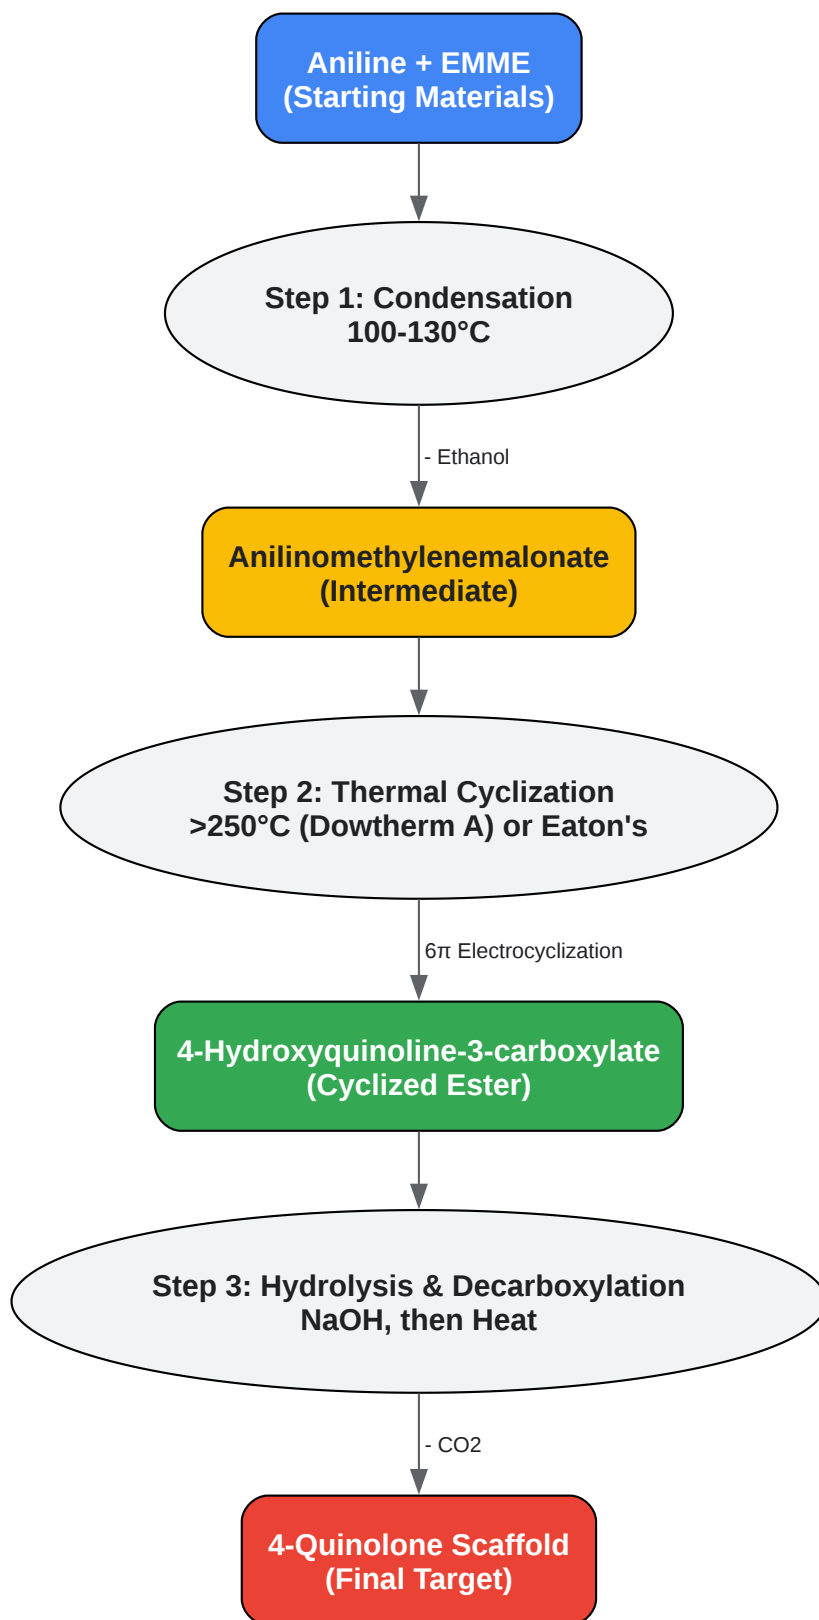 Aniline + EMME
(Starting Materials)
Step 1: Condensation
100-130°C
- Ethanol
Anilinomethylenemalonate
(Intermediate)
Step 2: Thermal Cyclization
>250°C (Dowtherm A) or Eaton's
6π Electrocyclization
4-Hydroxyquinoline-3-carboxylate
(Cyclized Ester)
Step 3: Hydrolysis & Decarboxylation
NaOH, then Heat
- CO2
4-Quinolone Scaffold
(Final Target)